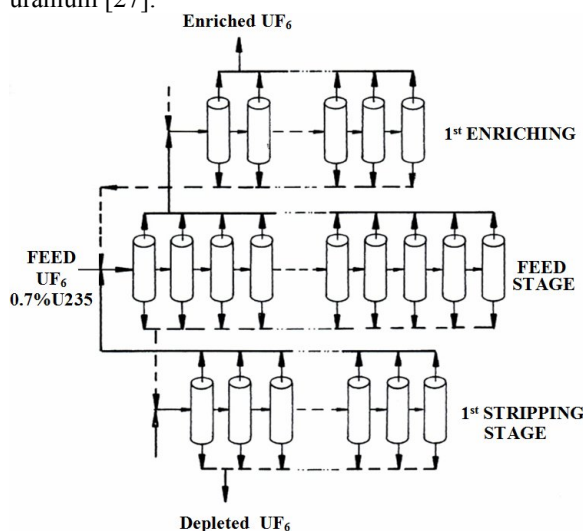 uranium [27].
Enriched UF6
1st ENRICHING
FEED
UF6
0.7%U235
FEED
STAGE
1st STRIPPING
STAGE
Depleted UF6